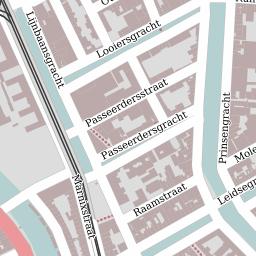 Lijnbaansgracht
Looiersgracht
Passeerdersstraat
Passeerdersgracht
Prinsengracht
Mole
Marnixstraat
Raamstraat
Leidsegr